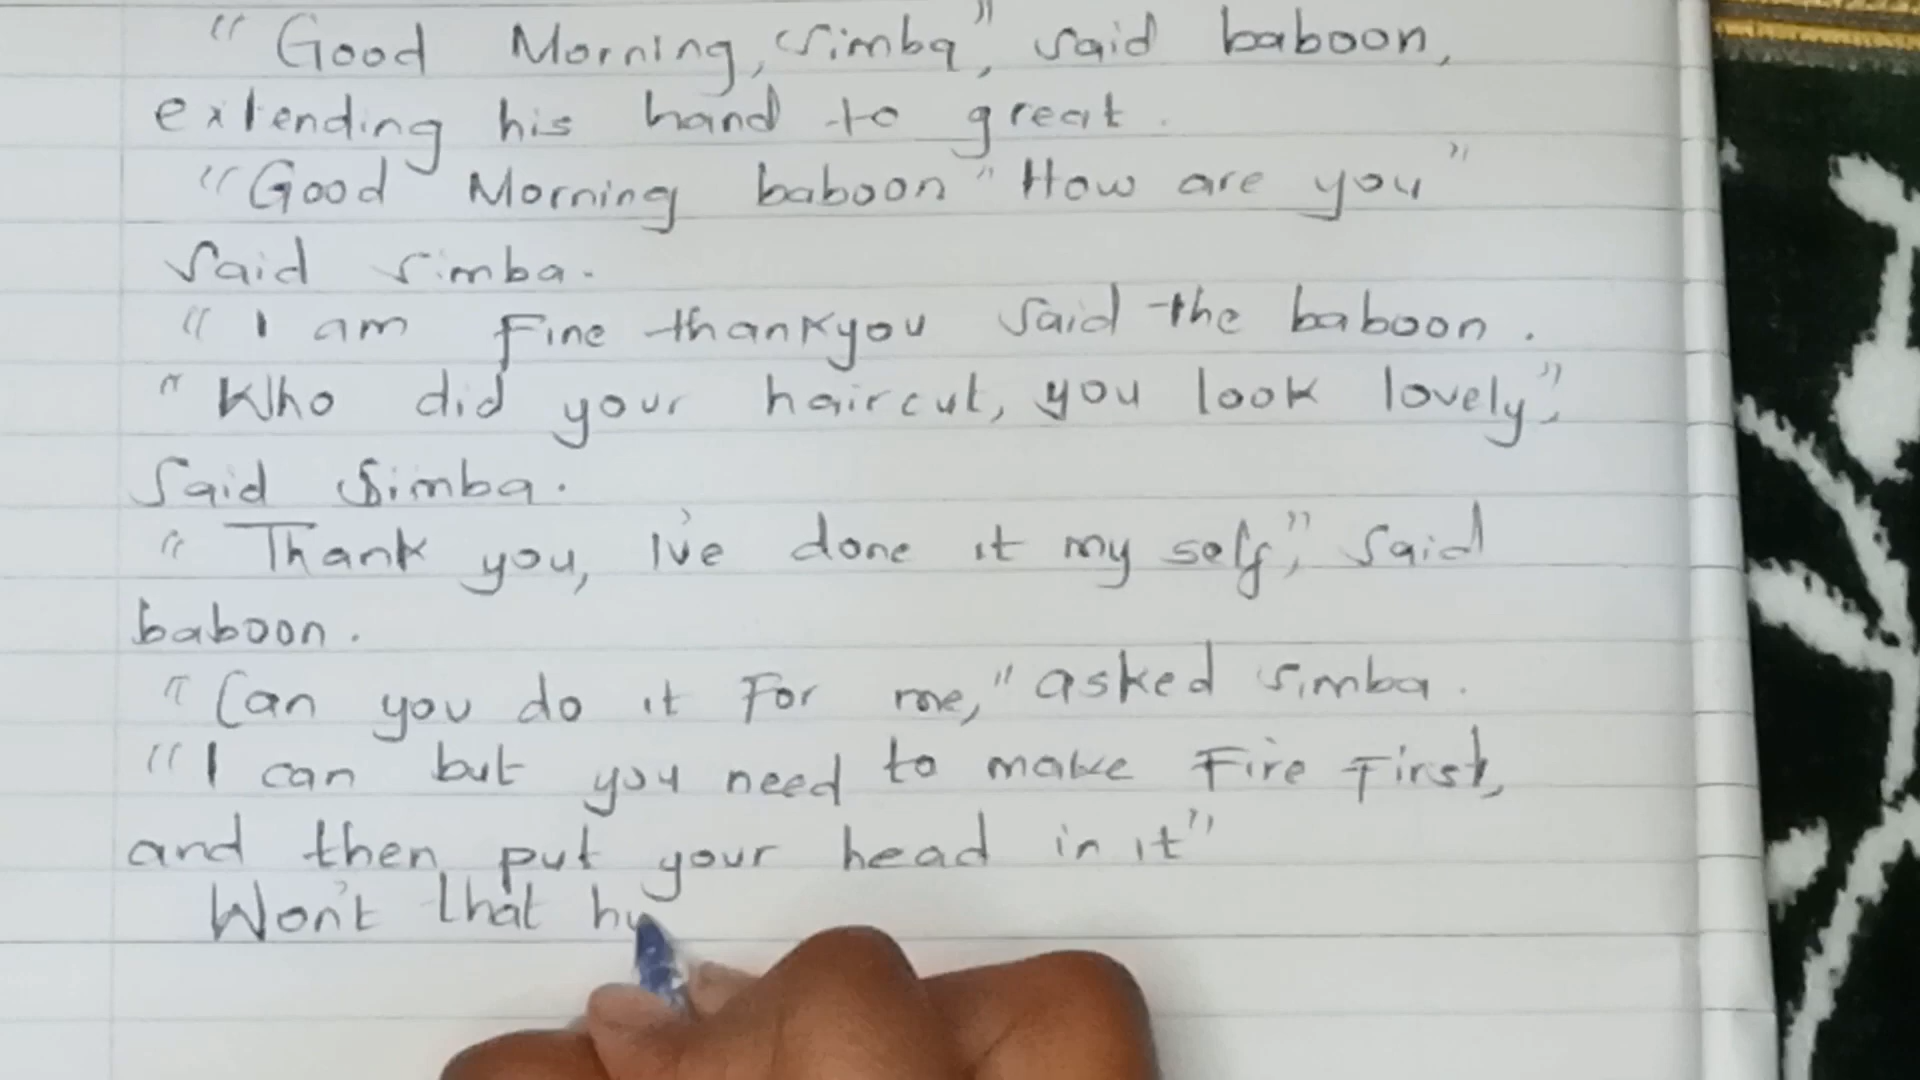 "Good Morning, Simba", said baboon,
extending his hand to great.
"Good Morning baboon" "How are you"
Said Simba.
"I am Fine thankyou said the baboon.
"Who did your haircut, you look lovely",
Said Simba.
"Thank you, I've done it my self", said
baboon.
"Can you do it For me," asked Simba.
"I can but you need to make Fire First,
and then put your head in it"
Won't that hu